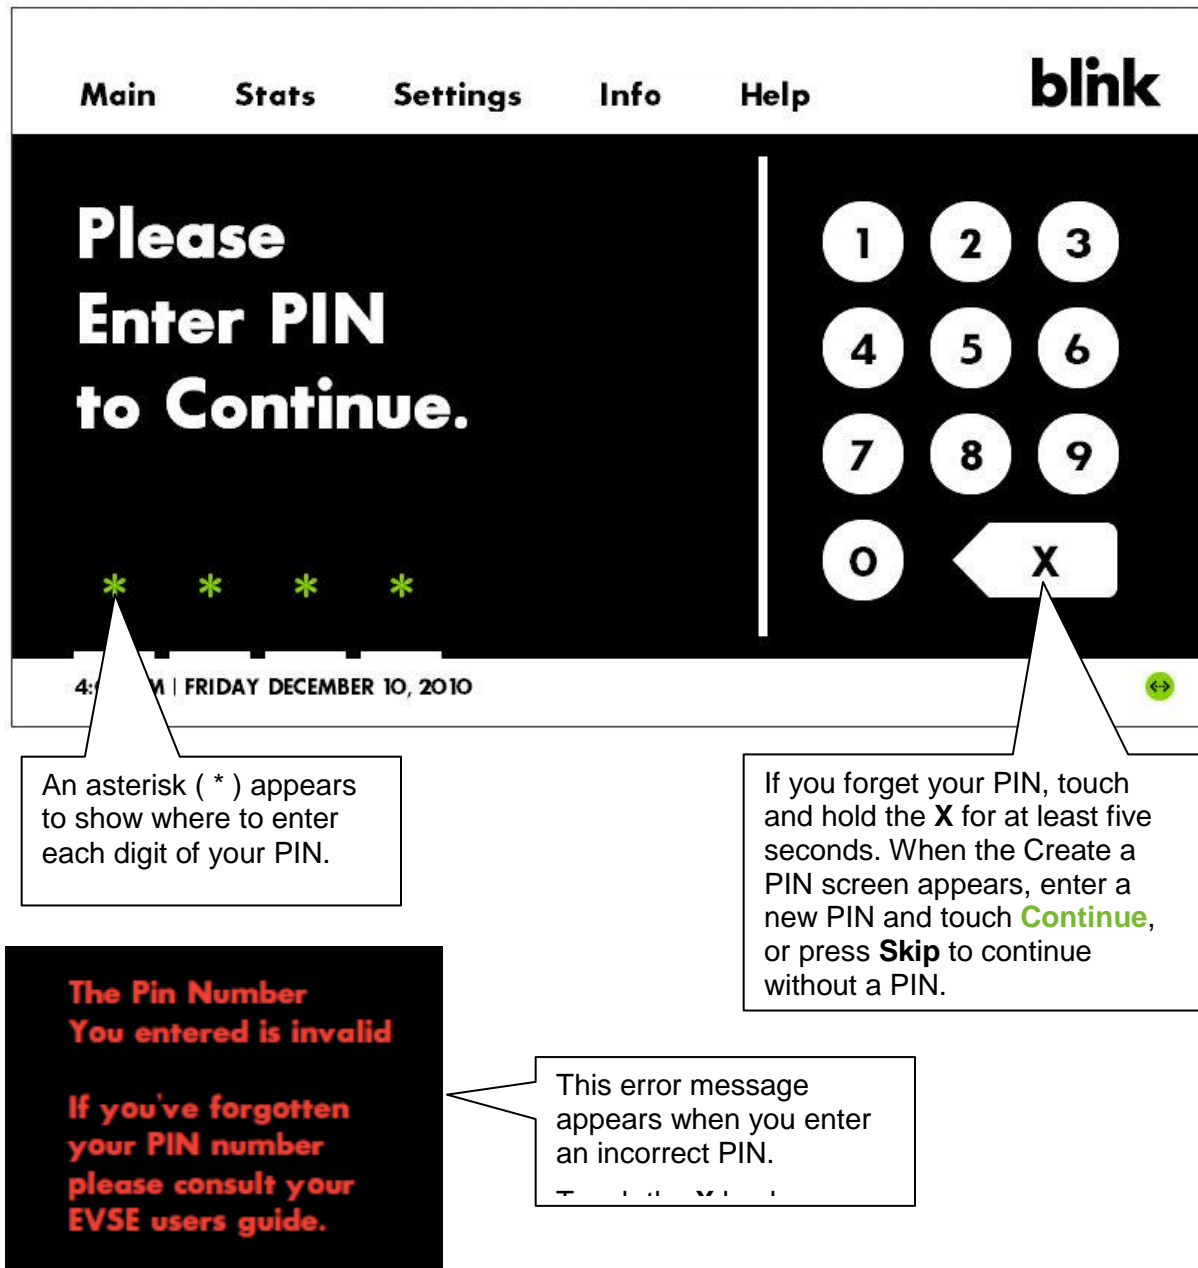 Main Stats Settings Info Help blink
Please
Enter PIN
to Continue.
1 2 3
4 5 6
7 8 9
0 X
* * * *
4: M | FRIDAY DECEMBER 10, 2010
An asterisk ( * ) appears
to show where to enter
each digit of your PIN.
If you forget your PIN, touch
and hold the X for at least five
seconds. When the Create a
PIN screen appears, enter a
new PIN and touch Continue,
or press Skip to continue
without a PIN.
The Pin Number
You entered is invalid
If you've forgotten
your PIN number
please consult your
EVSE users guide.
This error message
appears when you enter
an incorrect PIN.